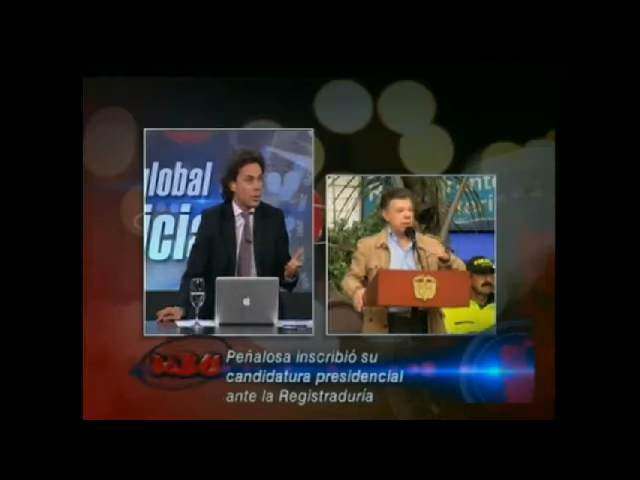 global
icia
Peñalosa inscribió su
candidatura presidencial
ante la Registraduría